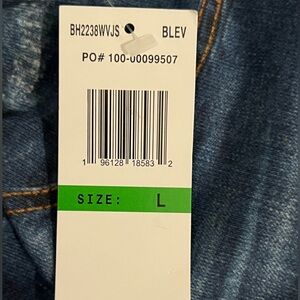 BH2238WVJS BLEV
PO# 100-00099507
1 96128 18583 2
SIZE: L